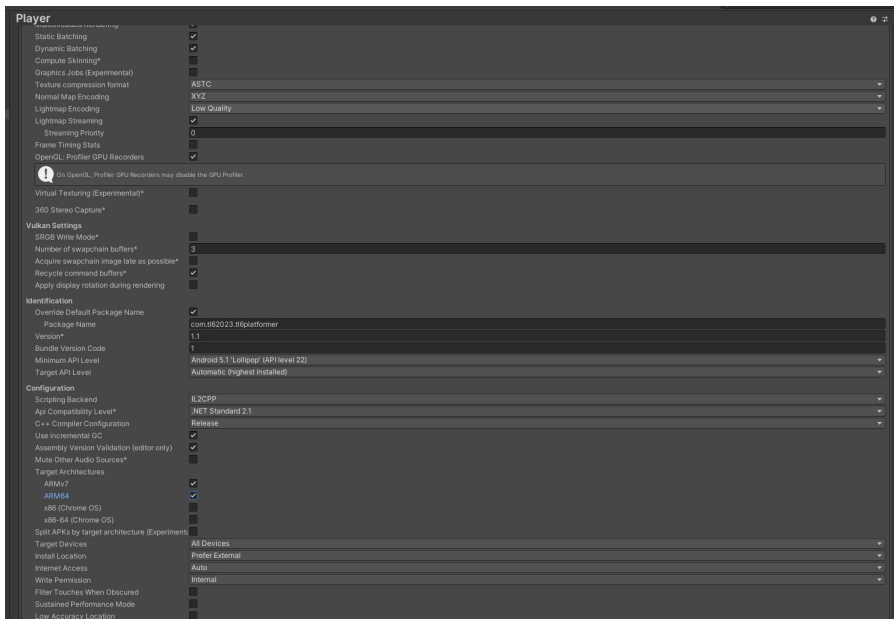 Player
Multithreaded Rendering
Static Batching
Dynamic Batching
Compute Skinning*
Graphics Jobs (Experimental)
Texture compression format ASTC
Normal Map Encoding XYZ
Lightmap Encoding Low Quality
Lightmap Streaming
Streaming Priority 0
Frame Timing Stats
OpenGL: Profiler GPU Recorders
On OpenGL, Profiler GPU Recorders may disable the GPU Profiler.
Virtual Texturing (Experimental)*
360 Stereo Capture*
Vulkan Settings
SRGB Write Mode*
Number of swapchain buffers* 3
Acquire swapchain image late as possible*
Recycle command buffers*
Apply display rotation during rendering
Identification
Override Default Package Name
Package Name com.tl62023.tl6platformer
Version* 1.1
Bundle Version Code 1
Minimum API Level Android 5.1 'Lollipop' (API level 22)
Target API Level Automatic (highest installed)
Configuration
Scripting Backend IL2CPP
Api Compatibility Level* .NET Standard 2.1
C++ Compiler Configuration Release
Use incremental GC
Assembly Version Validation (editor only)
Mute Other Audio Sources*
Target Architectures
ARMv7
ARM64
x86 (Chrome OS)
x86-64 (Chrome OS)
Split APKs by target architecture (Experimenta
Target Devices All Devices
Install Location Prefer External
Internet Access Auto
Write Permission Internal
Filter Touches When Obscured
Sustained Performance Mode
Low Accuracy Location